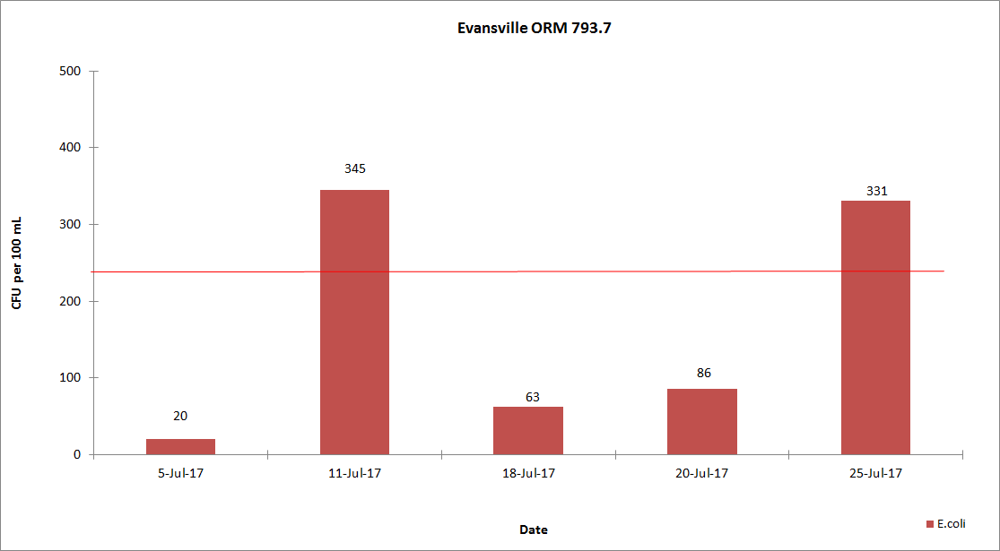 Evansville ORM 793.7
500
400
300
200
100
0
CFU per 100 mL
20
345
63
86
331
5-Jul-17
11-Jul-17
18-Jul-17
20-Jul-17
25-Jul-17
Date
E.coli